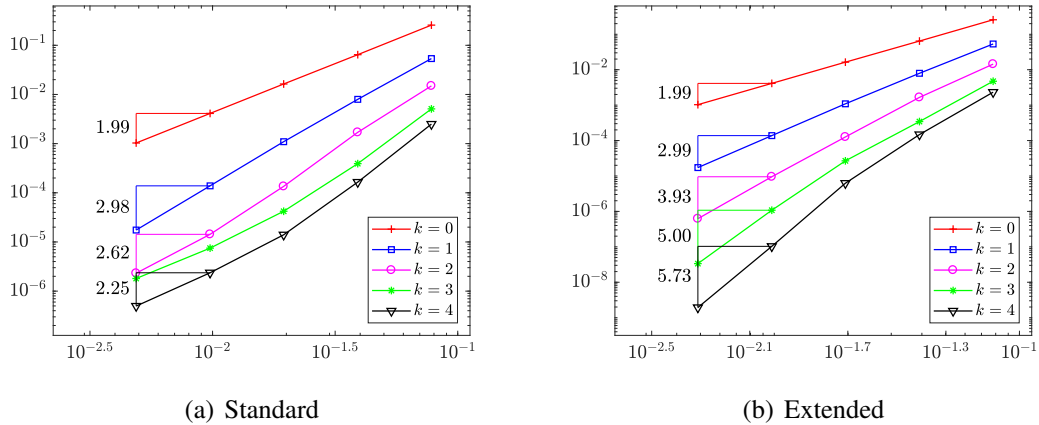 10^{-1}
10^{-2}
10^{-3}
10^{-4}
10^{-5}
10^{-6}
1.99
2.98
2.62
2.25
k = 0
k = 1
k = 2
k = 3
k = 4
10^{-2.5}
10^{-2}
10^{-1.5}
10^{-1}
(a) Standard
10^{-2}
10^{-4}
10^{-6}
10^{-8}
1.99
2.99
3.93
5.00
5.73
k = 0
k = 1
k = 2
k = 3
k = 4
10^{-2.5}
10^{-2.1}
10^{-1.7}
10^{-1.3}
10^{-1}
(b) Extended